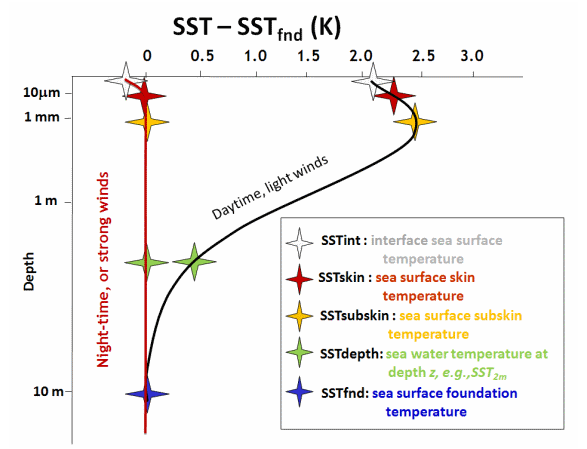 SST – SSTfnd (K)
0 0.5 1.0 1.5 2.0 2.5 3.0
10μm
1 mm
1 m
10 m
Depth
Night-time, or strong winds
Daytime, light winds
SSTint : interface sea surface
temperature
SSTskin : sea surface skin
temperature
SSTsubskin : sea surface subskin
temperature
SSTdepth: sea water temperature at
depth z, e.g.,SST2m
SSTfnd: sea surface foundation
temperature